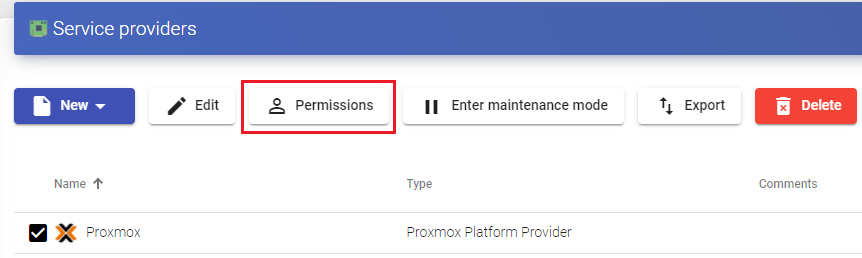 Service providers
New Edit Permissions Enter maintenance mode Export Delete
Name Type Comments
Proxmox Proxmox Platform Provider